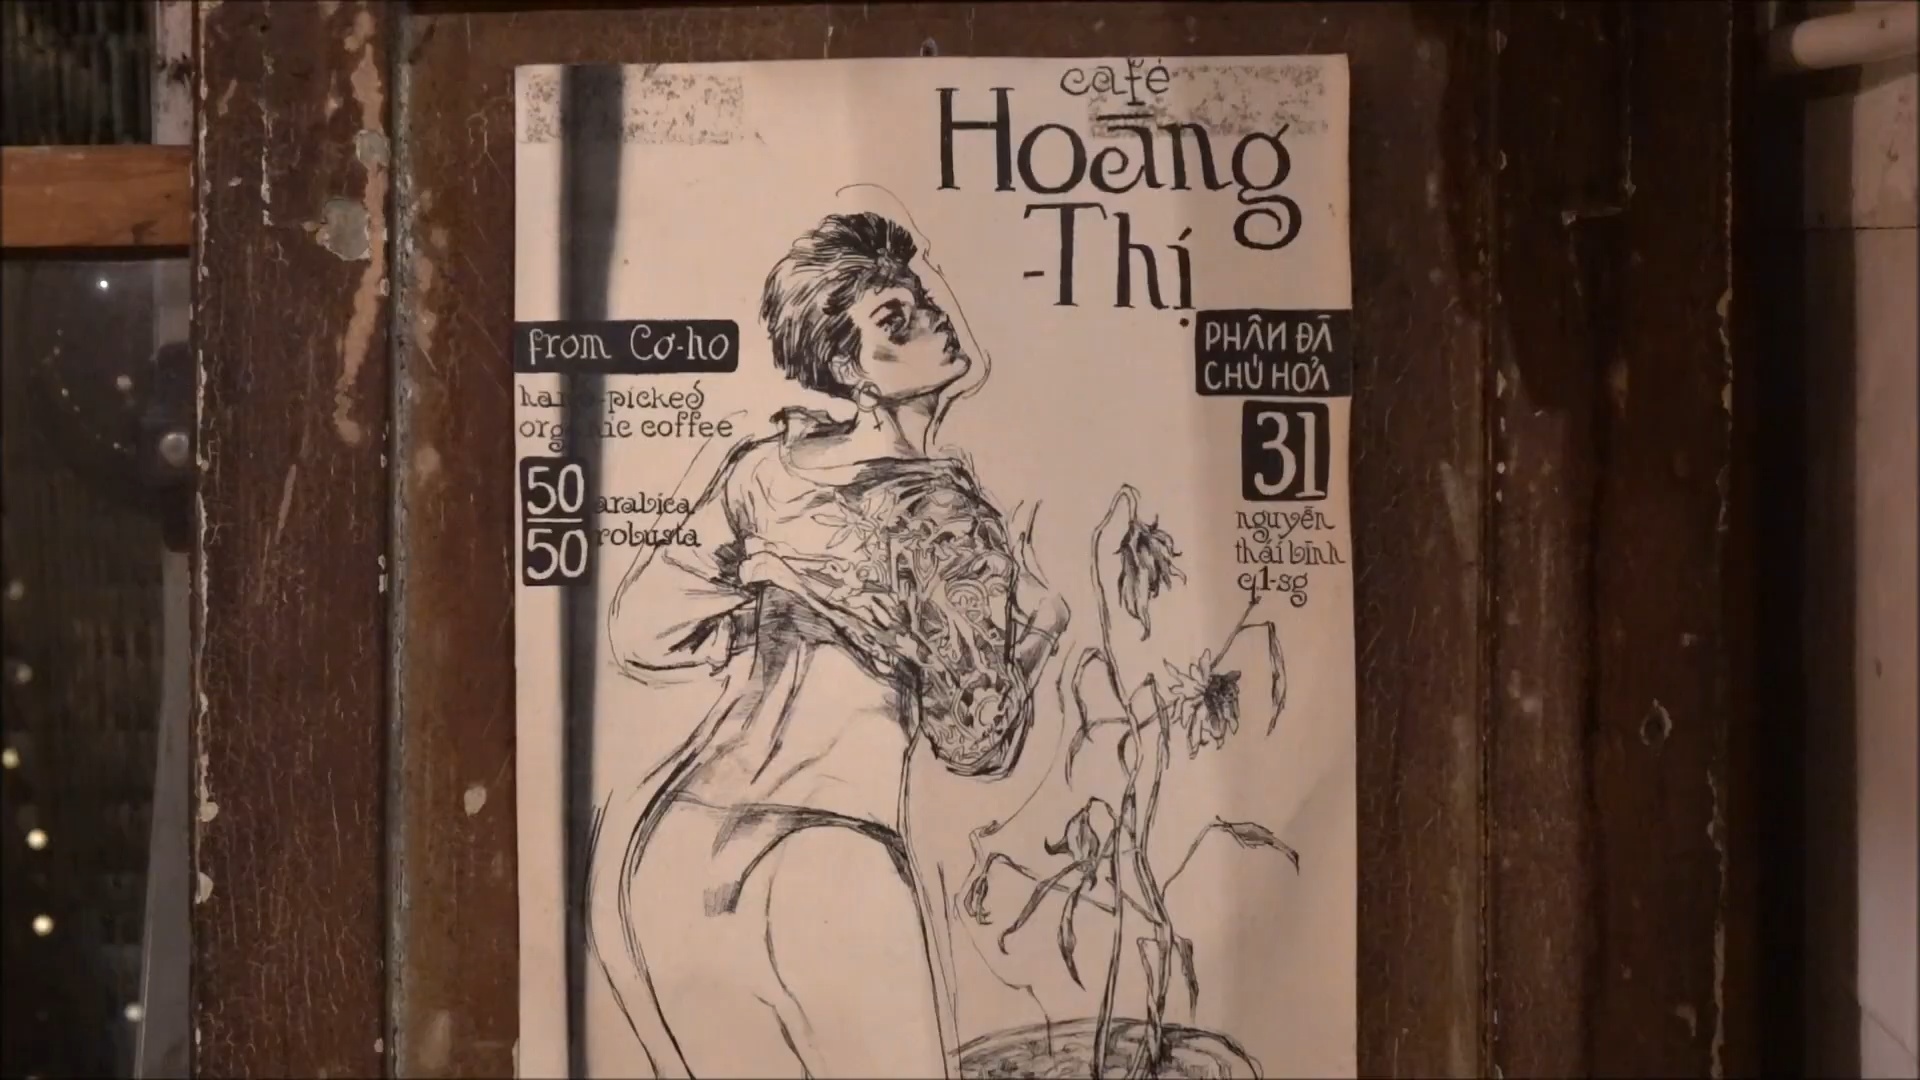 café
Hoàng
-Thị
from Cơ-ho
hand-picked
organic coffee
50
50
arabica
robusta
PHÂN ĐÀ
CHÚ HOẢ
31
nguyễn
thái bình
q1-sg